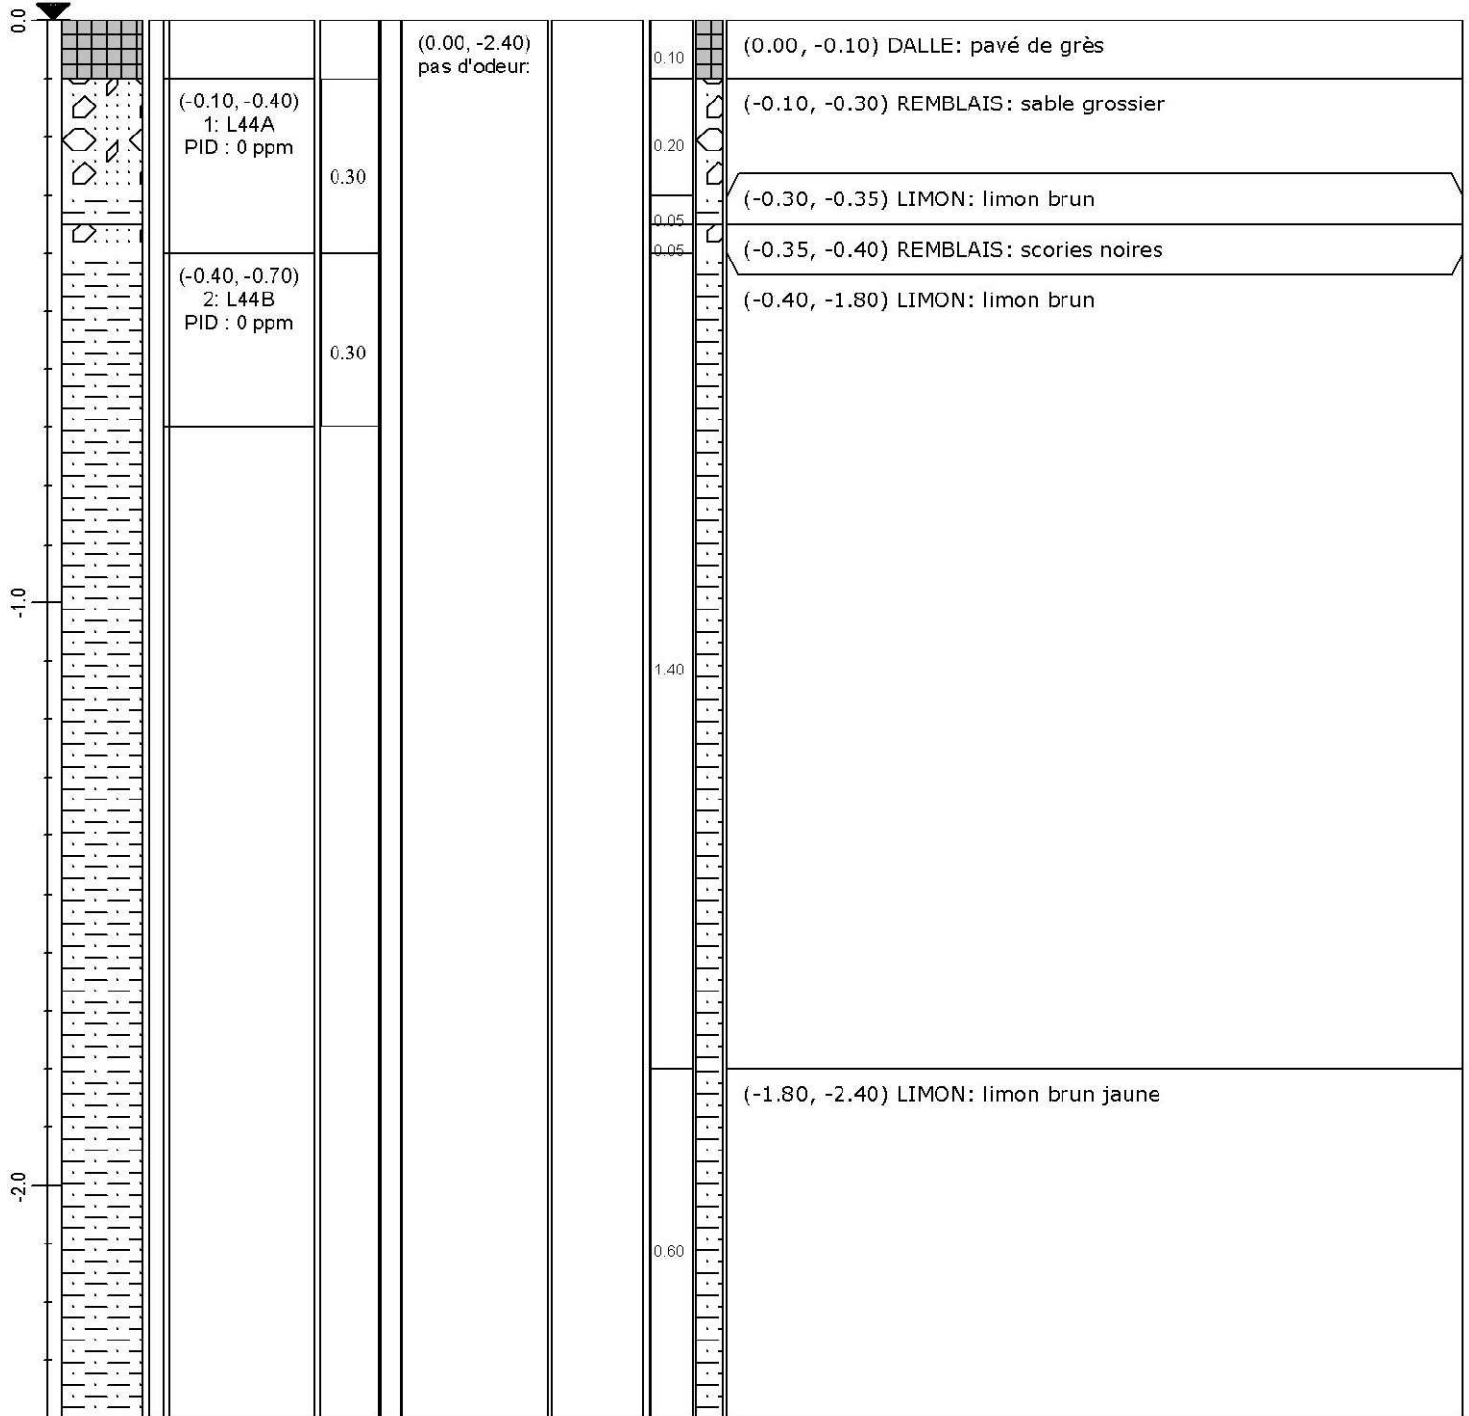 0.0
-1.0
-2.0
(-0.10, -0.40)
1: L44A
PID : 0 ppm
0.30
(-0.40, -0.70)
2: L44B
PID : 0 ppm
0.30
(0.00, -2.40)
pas d'odeur:
0.10
0.20
0.05
0.05
1.40
0.60
(0.00, -0.10) DALLE: pavé de grès
(-0.10, -0.30) REMBLAIS: sable grossier
(-0.30, -0.35) LIMON: limon brun
(-0.35, -0.40) REMBLAIS: scories noires
(-0.40, -1.80) LIMON: limon brun
(-1.80, -2.40) LIMON: limon brun jaune